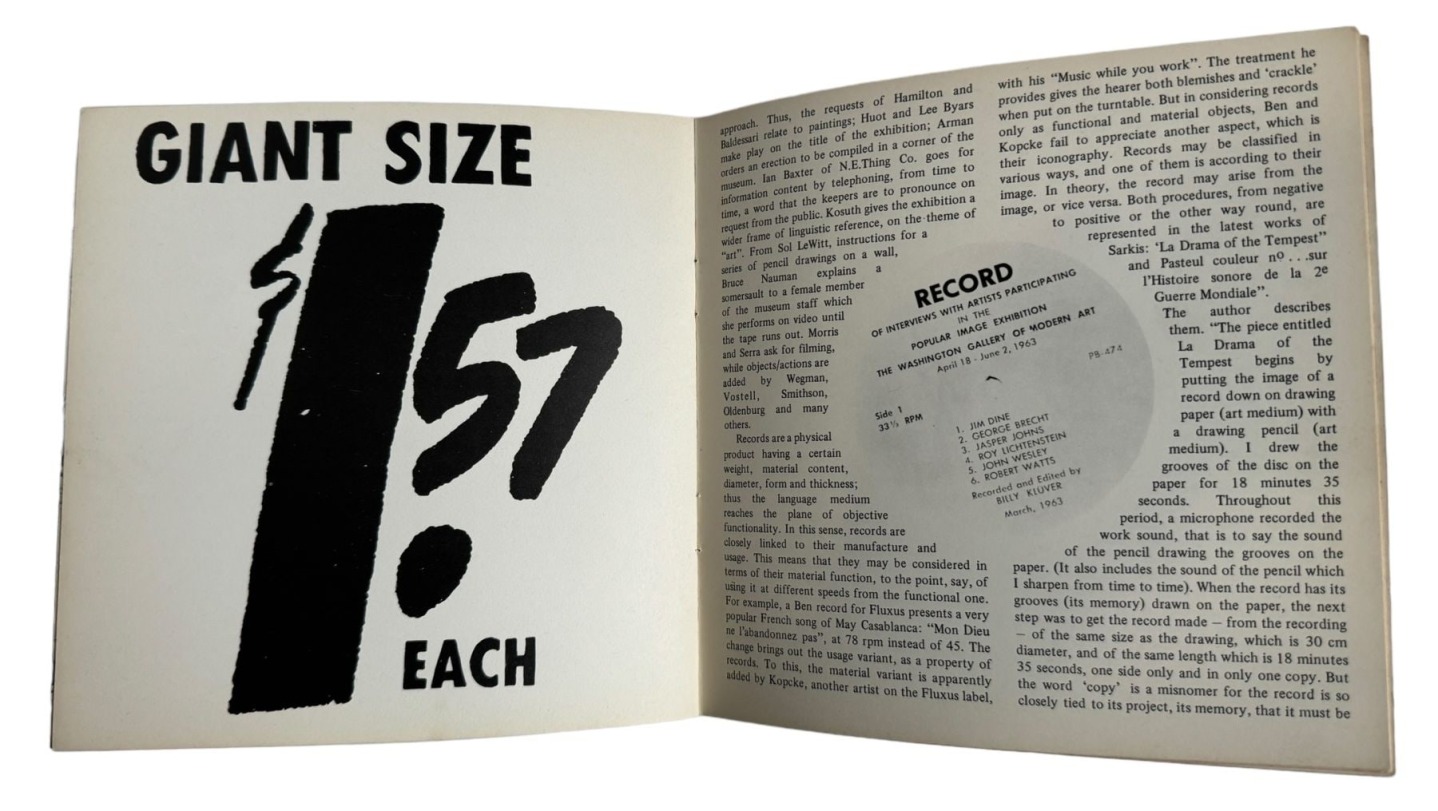 GIANT SIZE
$1.57
EACH
approach. Thus, the requests of Hamilton and
Baldessari relate to paintings; Huot and Lee Byars
make play on the title of the exhibition; Arman
orders an erection to be compiled in a corner of the
museum. Ian Baxter of N.E.Thing Co. goes for
information content by telephoning, from time to
time, a word that the keepers are to pronounce on
request from the public. Kosuth gives the exhibition a
wider frame of linguistic reference, on the theme of
"art". From Sol LeWitt, instructions for a
series of pencil drawings on a wall,
Bruce Nauman explains a
somersault to a female member
of the museum staff which
she performs on video until
the tape runs out. Morris
and Serra ask for filming,
while objects/actions are
added by Wegman,
Vostell, Smithson,
Oldenburg and many
others.
Records are a physical
product having a certain
weight, material content,
diameter, form and thickness;
thus the language medium
reaches the plane of objective
functionality. In this sense, records are
closely linked to their manufacture and
usage. This means that they may be considered in
terms of their material function, to the point, say, of
using it at different speeds from the functional one.
For example, a Ben record for Fluxus presents a very
popular French song of May Casablanca: "Mon Dieu
ne l'abandonnez pas", at 78 rpm instead of 45. The
change brings out the usage variant, as a property of
records. To this, the material variant is apparently
added by Kopcke, another artist on the Fluxus label,
RECORD
OF INTERVIEWS WITH ARTISTS PARTICIPATING
IN THE
POPULAR IMAGE EXHIBITION
THE WASHINGTON GALLERY OF MODERN ART
April 18 - June 2, 1963
PB-474
Side 1
33⅓ RPM
1. JIM DINE
2. GEORGE BRECHT
3. JASPER JOHNS
4. ROY LICHTENSTEIN
5. JOHN WESLEY
6. ROBERT WATTS
Recorded and Edited by
BILLY KLÜVER
March, 1963
with his "Music while you work". The treatment he
provides gives the hearer both blemishes and 'crackle'
when put on the turntable. But in considering records
only as functional and material objects, Ben and
Kopcke fail to appreciate another aspect, which is
their iconography. Records may be classified in
various ways, and one of them is according to their
image. In theory, the record may arise from the
image, or vice versa. Both procedures, from negative
to positive or the other way round, are
represented in the latest works of
Sarkis: 'La Drama of the Tempest"
and Pasteul couleur nº . . .sur
l'Histoire sonore de la 2e
Guerre Mondiale".
The author describes
them. "The piece entitled
La Drama of the
Tempest begins by
putting the image of a
record down on drawing
paper (art medium) with
a drawing pencil (art
medium). I drew the
grooves of the disc on the
paper for 18 minutes 35
seconds. Throughout this
period, a microphone recorded the
work sound, that is to say the sound
of the pencil drawing the grooves on the
paper. (It also includes the sound of the pencil which
I sharpen from time to time). When the record has its
grooves (its memory) drawn on the paper, the next
step was to get the record made – from the recording
– of the same size as the drawing, which is 30 cm
diameter, and of the same length which is 18 minutes
35 seconds, one side only and in only one copy. But
the word 'copy' is a misnomer for the record is so
closely tied to its project, its memory, that it must be